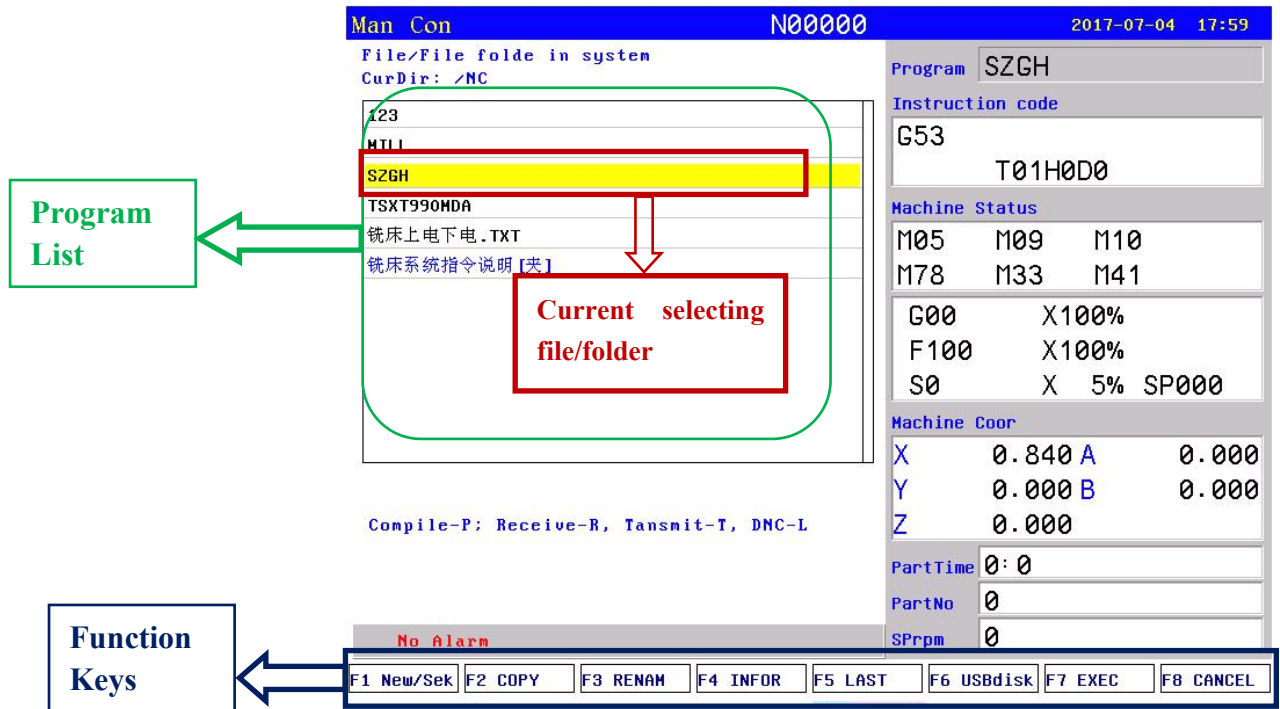 Man Con N00000 2017-07-04 17:59
File/File folde in system
CurDir: /NC
123
MILL
SZGH
TSXT990MDA
铣床上电下电.TXT
铣床系统指令说明[夹]
Program List
Current selecting
file/folder
Compile-P; Receive-R, Tansmit-T, DNC-L
No Alarm
Program SZGH
Instruction code
G53
T01H0D0
Machine Status
M05 M09 M10
M78 M33 M41
G00 X100%
F100 X100%
S0 X 5% SP000
Machine Coor
X 0.840 A 0.000
Y 0.000 B 0.000
Z 0.000
PartTime 0:0
PartNo 0
SPrpm 0
Function
Keys
F1 New/Sek F2 COPY F3 RENAM F4 INFOR F5 LAST F6 USBdisk F7 EXEC F8 CANCEL